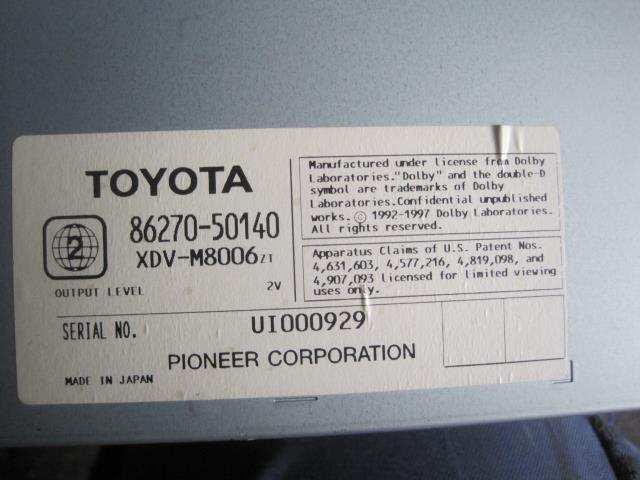 TOYOTA
2
86270-50140
XDV-M8006ZT
OUTPUT LEVEL 2V
Manufactured under license from Dolby
Laboratories."Dolby" and the double-D
symbol are trademarks of Dolby
Laboratories.Confidential unpublished
works. © 1992-1997 Dolby Laboratories.
All rights reserved.
Apparatus Claims of U.S. Patent Nos.
4,631,603, 4,577,216, 4,819,098, and
4,907,093 licensed for limited viewing
uses only.
SERIAL NO. UI000929
PIONEER CORPORATION
MADE IN JAPAN